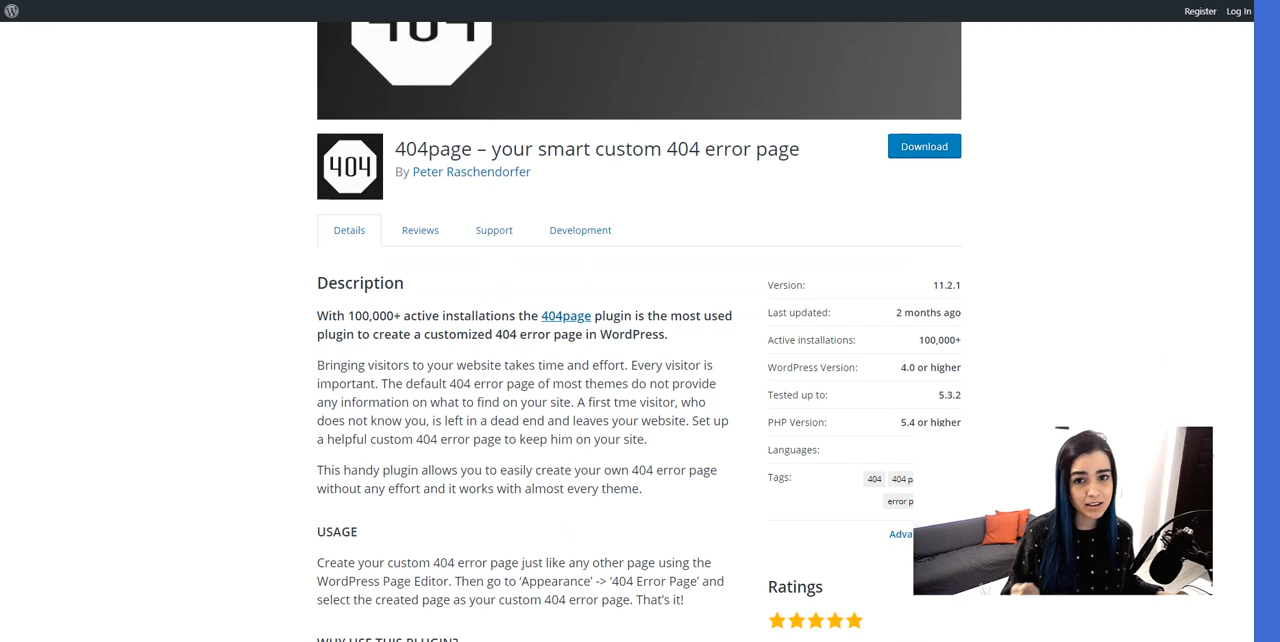 Register Log In
404
404
404page – your smart custom 404 error page
Download
By Peter Raschendorfer
Details Reviews Support Development
Description
With 100,000+ active installations the 404page plugin is the most used
plugin to create a customized 404 error page in WordPress.
Bringing visitors to your website takes time and effort. Every visitor is
important. The default 404 error page of most themes do not provide
any information on what to find on your site. A first tme visitor, who
does not know you, is left in a dead end and leaves your website. Set up
a helpful custom 404 error page to keep him on your site.
This handy plugin allows you to easily create your own 404 error page
without any effort and it works with almost every theme.
USAGE
Create your custom 404 error page just like any other page using the
WordPress Page Editor. Then go to ‘Appearance’ -> ‘404 Error Page’ and
select the created page as your custom 404 error page. That’s it!
WHY USE THIS PLUGIN?
Version: 11.2.1
Last updated: 2 months ago
Active installations: 100,000+
WordPress Version: 4.0 or higher
Tested up to: 5.3.2
PHP Version: 5.4 or higher
Languages:
Tags: 404 404 p
error p
Adva
Ratings